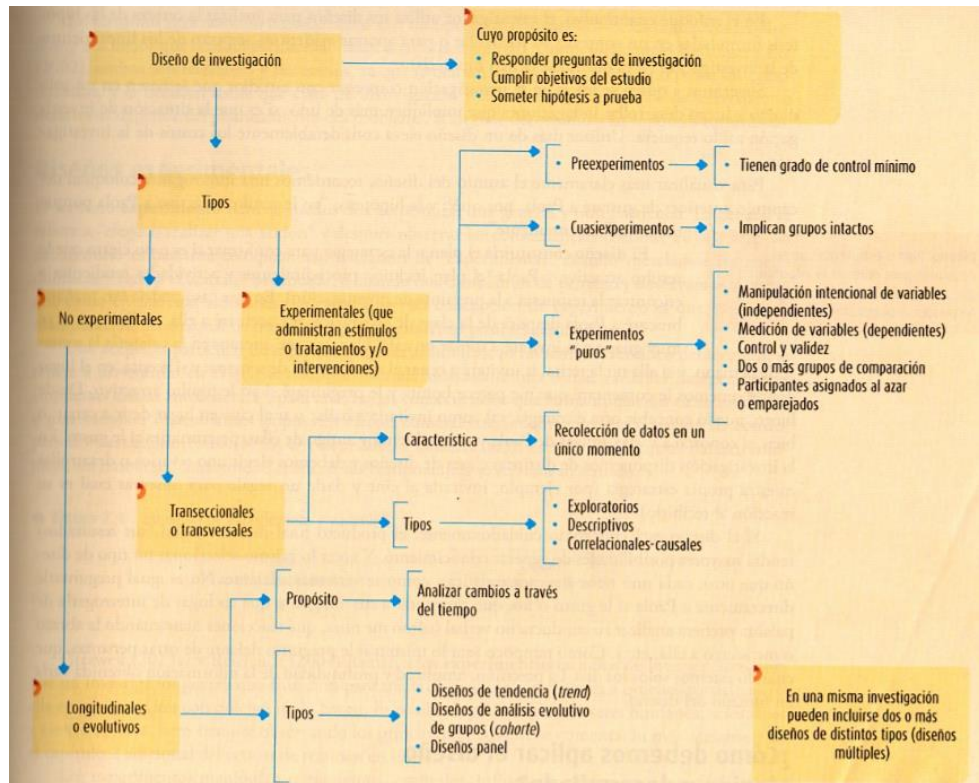 Diseño de investigación
Cuyo propósito es:
• Responder preguntas de investigación
• Cumplir objetivos del estudio
• Someter hipótesis a prueba
Tipos
• Preexperimentos
• Tienen grado de control mínimo
• Cuasiexperimentos
• Implican grupos intactos
No experimentales
Experimentales (que
administran estímulos
o tratamientos y/o
intervenciones)
• Experimentos
“puros”
• Manipulación intencional de variables
(independientes)
• Medición de variables (dependientes)
• Control y validez
• Dos o más grupos de comparación
• Participantes asignados al azar
o emparejados
Característica
Recolección de datos en un
único momento
Transeccionales
o transversales
Tipos
• Exploratorios
• Descriptivos
• Correlacionales-causales
Propósito
Analizar cambios a través
del tiempo
Longitudinales
o evolutivos
Tipos
• Diseños de tendencia (trend)
• Diseños de análisis evolutivo
de grupos (cohorte)
• Diseños panel
En una misma investigación
pueden incluirse dos o más
diseños de distintos tipos (diseños
múltiples)